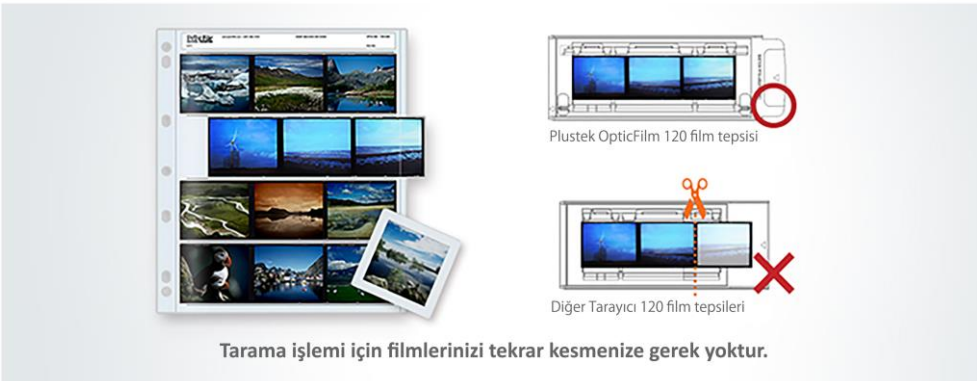 Plustek OpticFilm 120 film tepsisi
Diğer Tarayıcı 120 film tepsileri
Tarama işlemi için filmlerinizi tekrar kesmenize gerek yoktur.